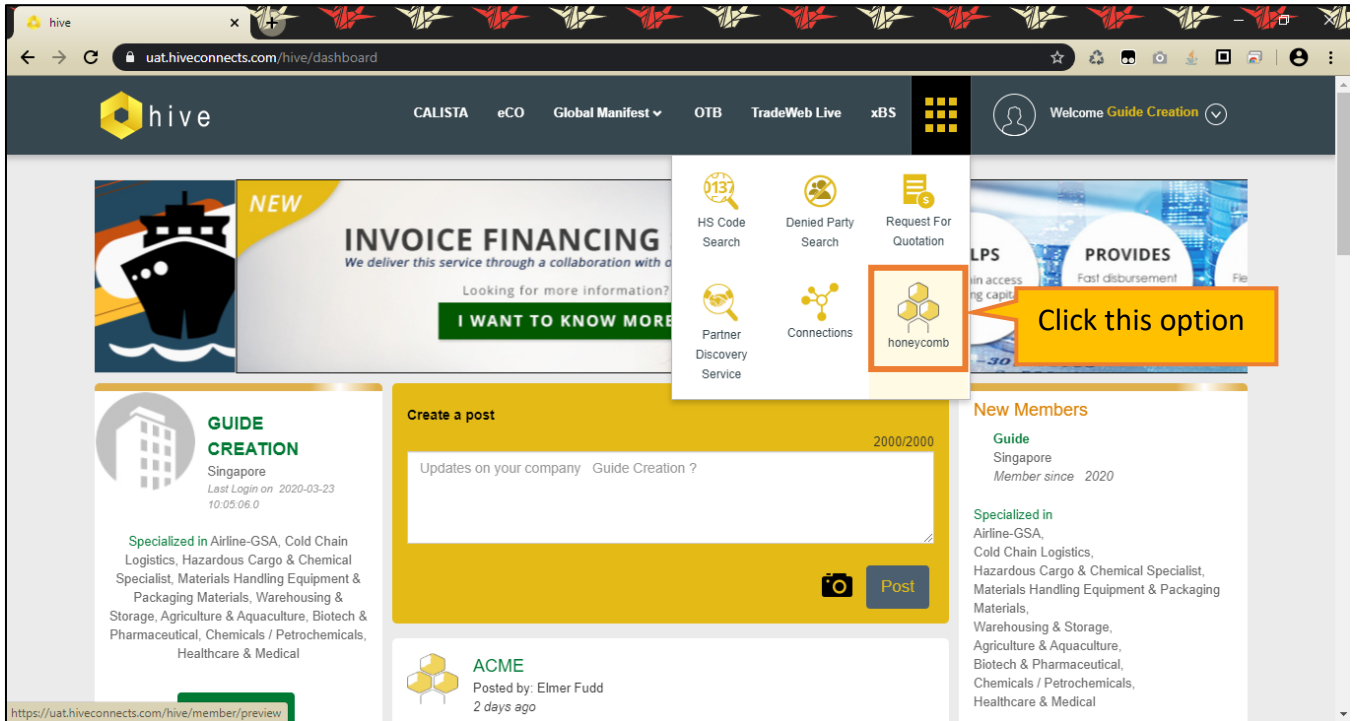 hive
uat.hiveconnects.com/hive/dashboard
hive
CALISTA eCO Global Manifest OTB TradeWeb Live xBS
Welcome Guide Creation
NEW
INVOICE FINANCING
We deliver this service through a collaboration with
Looking for more information?
I WANT TO KNOW MORE
0137
HS Code
Search
Denied Party
Search
S
Request For
Quotation
Partner
Discovery
Service
Connections
honeycomb
Click this option
PROVIDES
Fast disbursement
in access
ng capit
-30
GUIDE
CREATION
Singapore
Last Login on 2020-03-23
10:05:06.0
Specialized in Airline-GSA, Cold Chain
Logistics, Hazardous Cargo & Chemical
Specialist, Materials Handling Equipment &
Packaging Materials, Warehousing &
Storage, Agriculture & Aquaculture, Biotech &
Pharmaceutical, Chemicals / Petrochemicals,
Healthcare & Medical
https://uat.hiveconnects.com/hive/member/preview
Create a post
2000/2000
Updates on your company Guide Creation ?
Post
ACME
Posted by: Elmer Fudd
2 days ago
New Members
Guide
Singapore
Member since 2020
Specialized in
Airline-GSA,
Cold Chain Logistics,
Hazardous Cargo & Chemical Specialist,
Materials Handling Equipment & Packaging
Materials,
Warehousing & Storage,
Agriculture & Aquaculture,
Biotech & Pharmaceutical,
Chemicals / Petrochemicals,
Healthcare & Medical